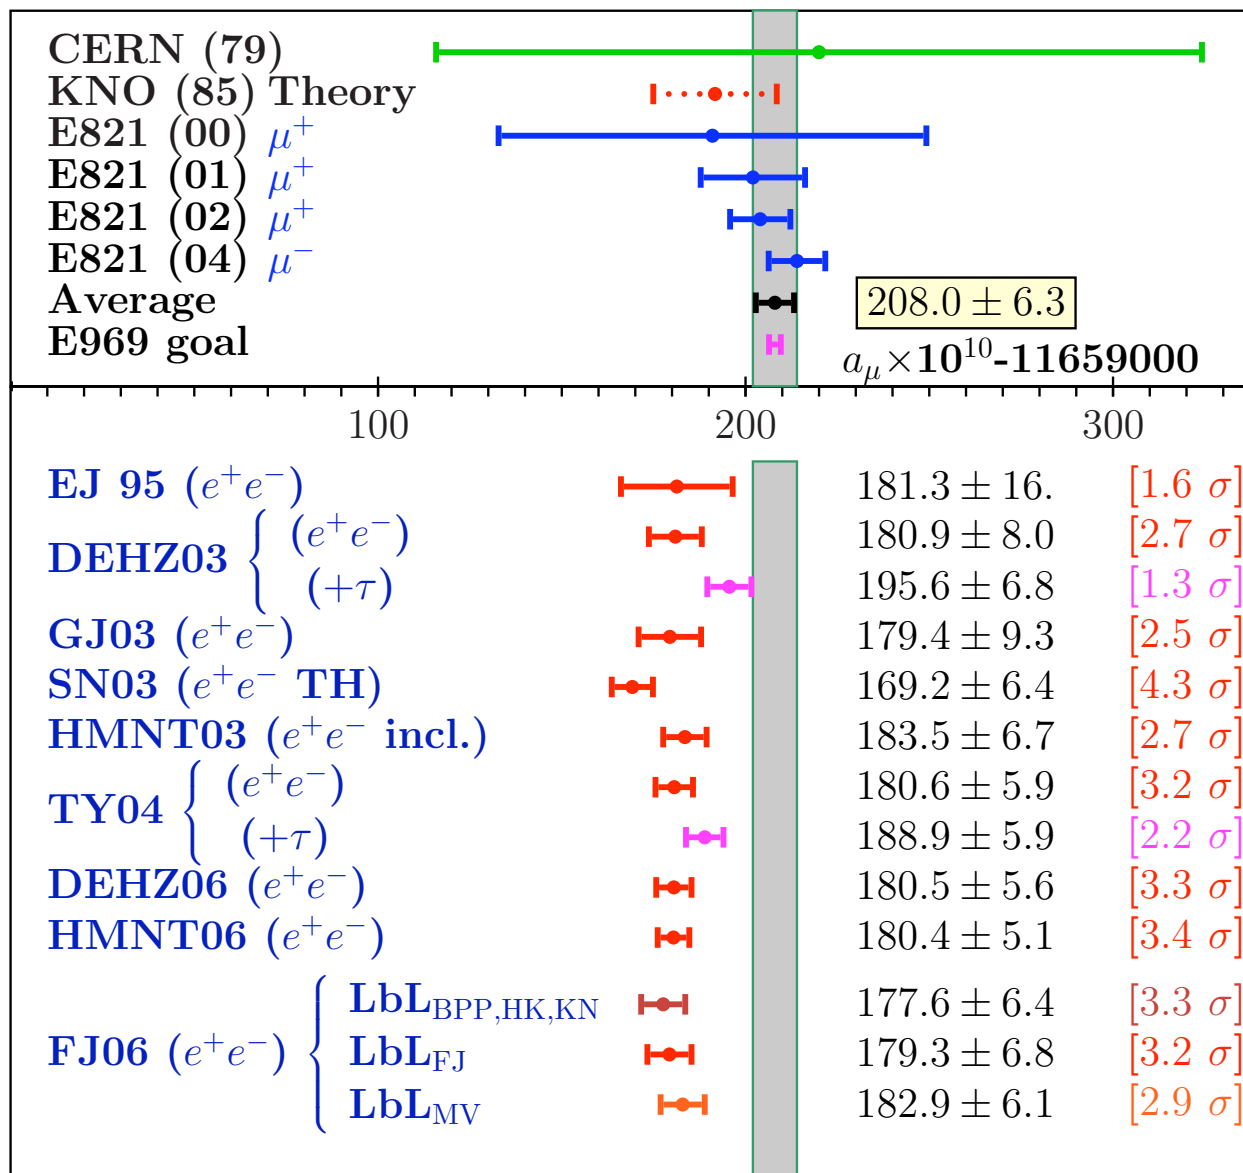 CERN (79)
KNO (85) Theory
E821 (00) μ⁺
E821 (01) μ⁺
E821 (02) μ⁺
E821 (04) μ⁻
Average 208.0 ± 6.3
E969 goal
a_μ×10¹⁰-11659000
100 200 300
EJ 95 (e⁺e⁻) 181.3 ± 16. [1.6 σ]
DEHZ03 { (e⁺e⁻) 180.9 ± 8.0 [2.7 σ]
(+τ) 195.6 ± 6.8 [1.3 σ]
GJ03 (e⁺e⁻) 179.4 ± 9.3 [2.5 σ]
SN03 (e⁺e⁻ TH) 169.2 ± 6.4 [4.3 σ]
HMNT03 (e⁺e⁻ incl.) 183.5 ± 6.7 [2.7 σ]
TY04 { (e⁺e⁻) 180.6 ± 5.9 [3.2 σ]
(+τ) 188.9 ± 5.9 [2.2 σ]
DEHZ06 (e⁺e⁻) 180.5 ± 5.6 [3.3 σ]
HMNT06 (e⁺e⁻) 180.4 ± 5.1 [3.4 σ]
FJ06 (e⁺e⁻) { LbL_BPP,HK,KN 177.6 ± 6.4 [3.3 σ]
LbL_FJ 179.3 ± 6.8 [3.2 σ]
LbL_MV 182.9 ± 6.1 [2.9 σ]